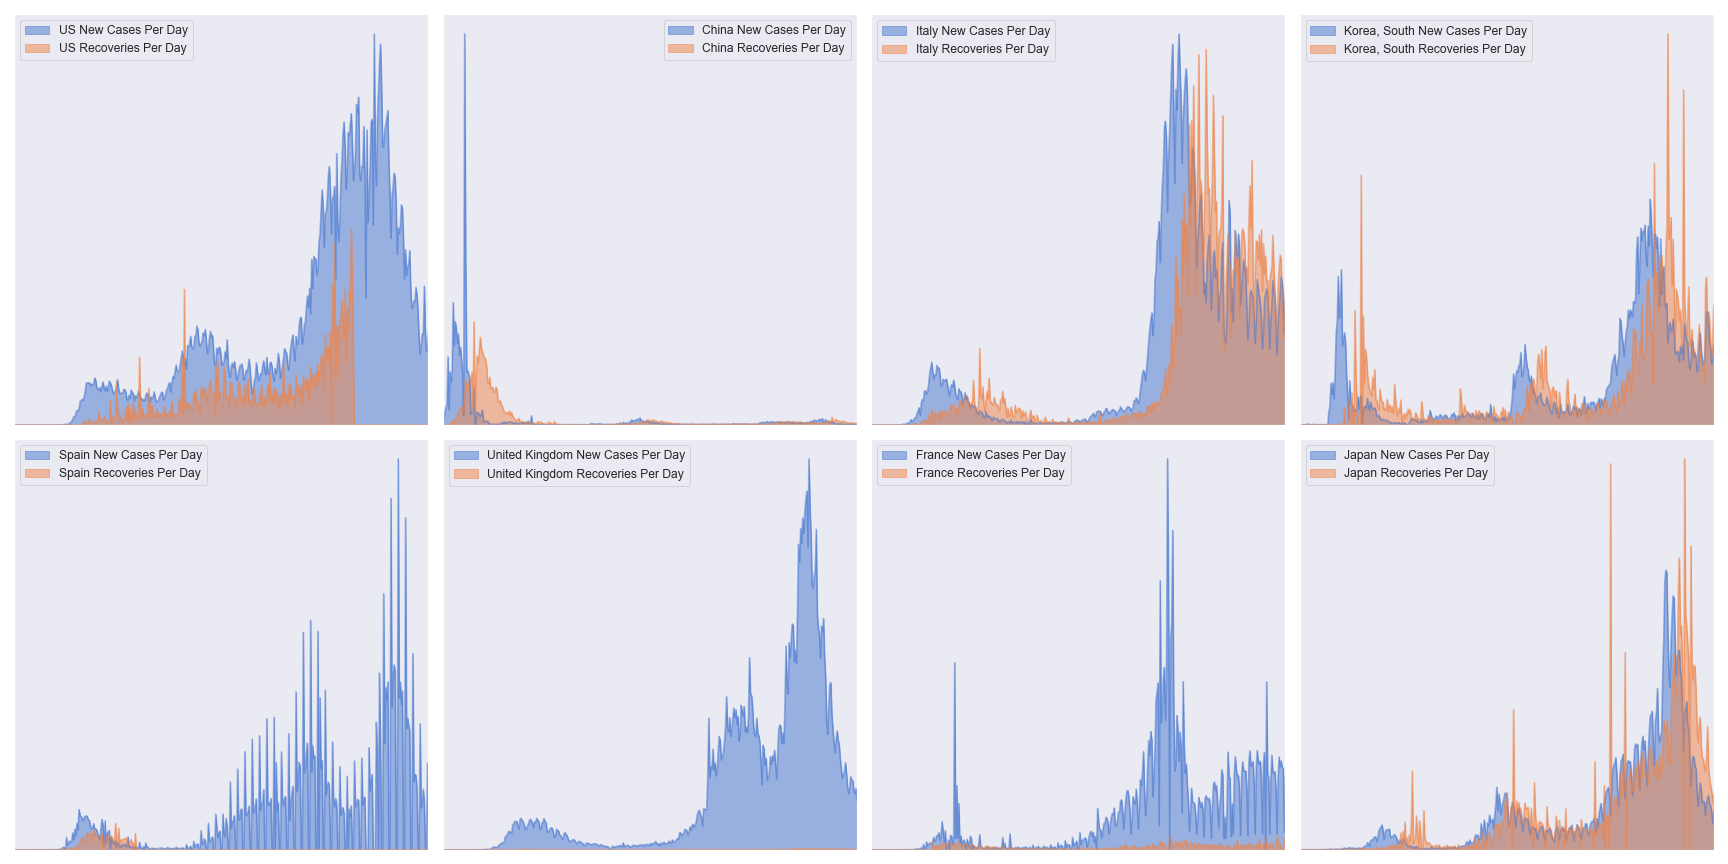 US New Cases Per Day
US Recoveries Per Day
China New Cases Per Day
China Recoveries Per Day
Italy New Cases Per Day
Italy Recoveries Per Day
Korea, South New Cases Per Day
Korea, South Recoveries Per Day
Spain New Cases Per Day
Spain Recoveries Per Day
United Kingdom New Cases Per Day
United Kingdom Recoveries Per Day
France New Cases Per Day
France Recoveries Per Day
Japan New Cases Per Day
Japan Recoveries Per Day